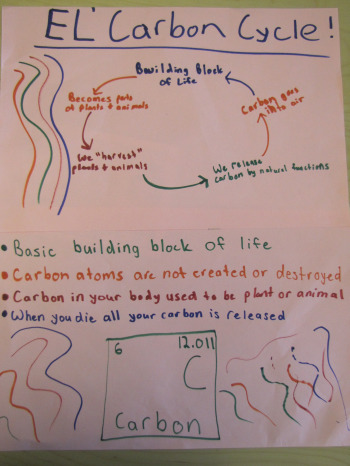 EL' Carbon Cycle!
Bwilding Block
of Life
Becomes part
of plants + animals
Carbon goes
into air
We "harvest"
plants + animals
We release
carbon by natural functions
• Basic building block of life
• Carbon atoms are not created or destroyed
• Carbon in your body used to be plant or animal
• When you die all your carbon is released
6 12.011
C
Carbon